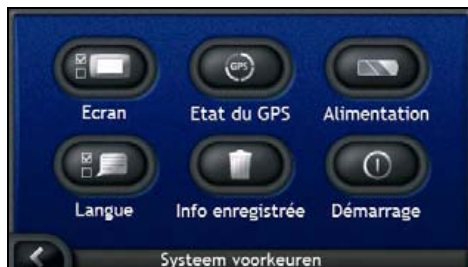 GPS
Ecran Etat du GPS Alimentation
Langue Info enregistrée Démarrage
Systeem voorkeuren